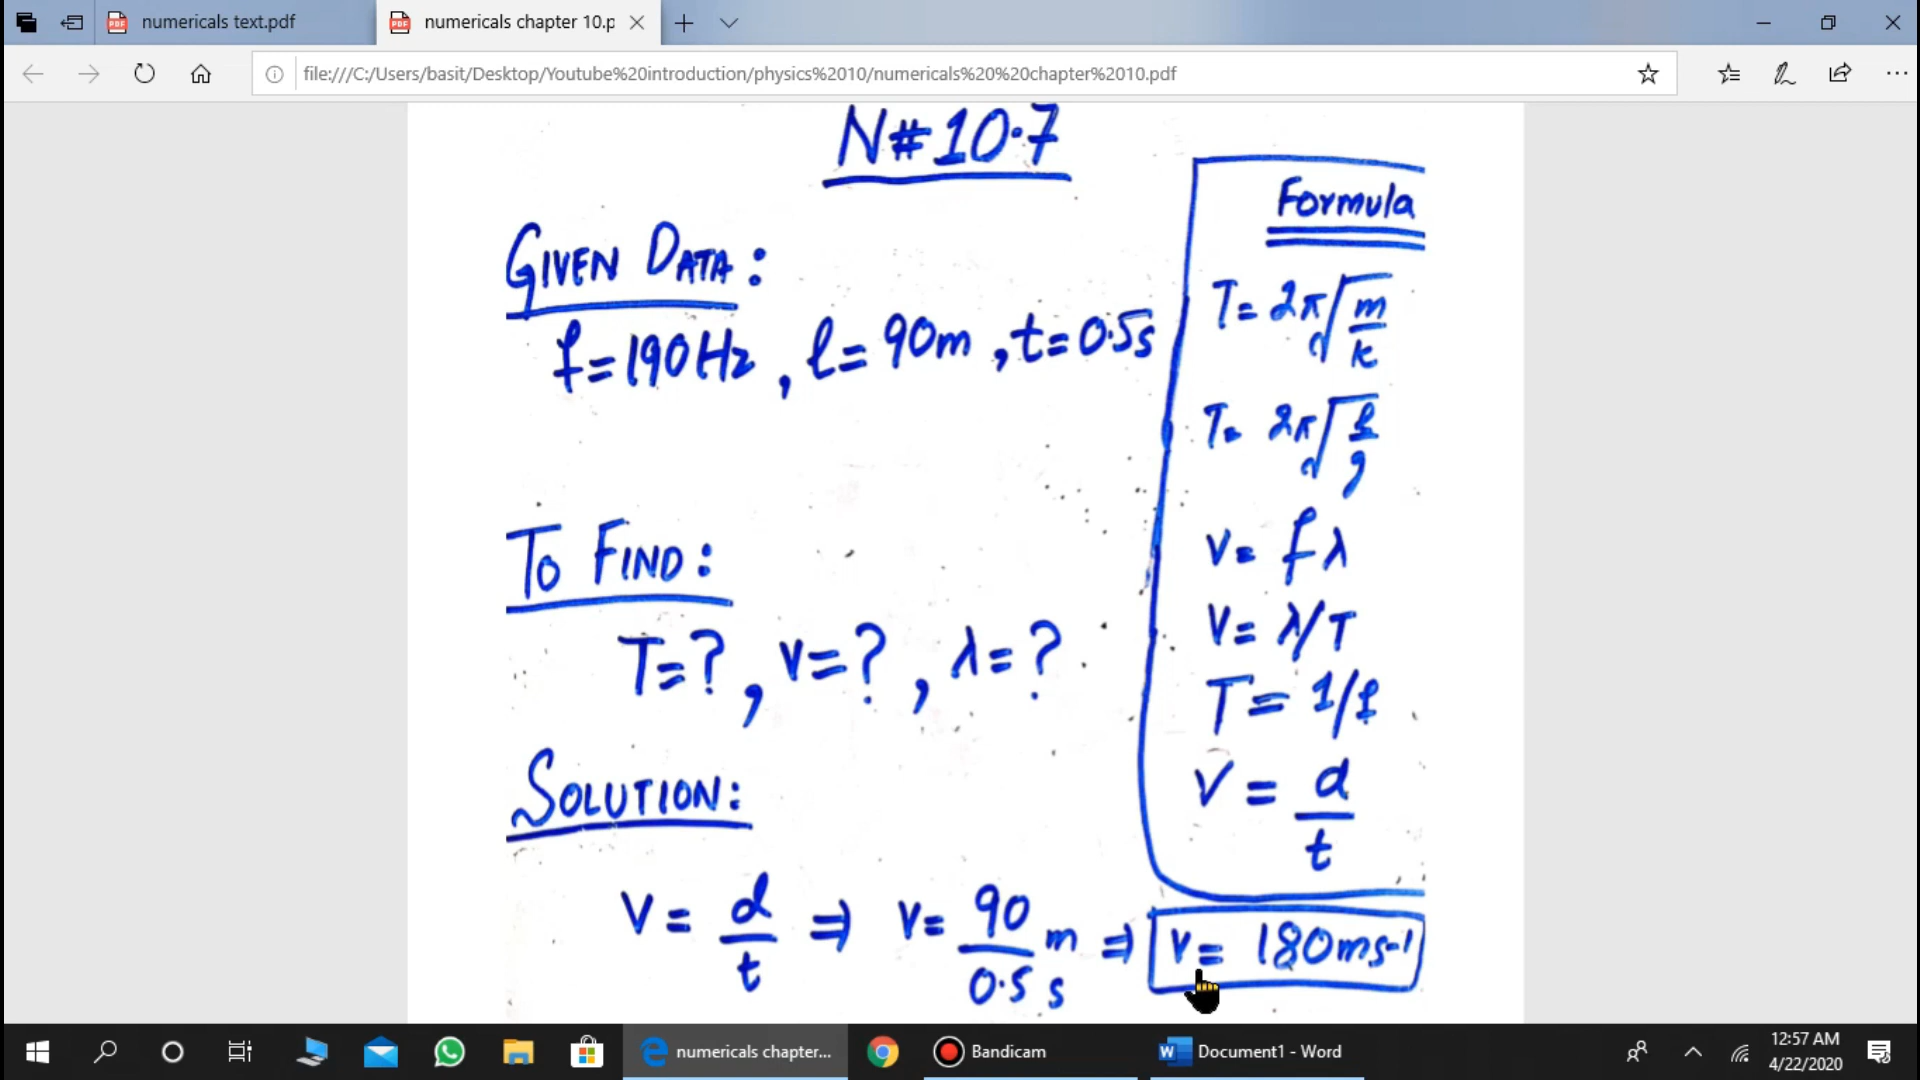 numericals text.pdf
numericals chapter 10.p
file:///C:/Users/basit/Desktop/Youtube%20introduction/physics%2010/numericals%20%20chapter%2010.pdf
N#10.7
GIVEN DATA:
f=190Hz, l=90m, t=0.5s
TO FIND:
T=?, v=?, λ=?
SOLUTION:
V = d/t ⇒ v= 90/0.5 m/s ⇒ v= 180ms-1
Formula
T= 2π√m/k
T= 2π√l/g
v= fλ
v= λ/T
T= 1/f
V = d/t
numericals chapter...
Bandicam
Document1 - Word
12:57 AM
4/22/2020